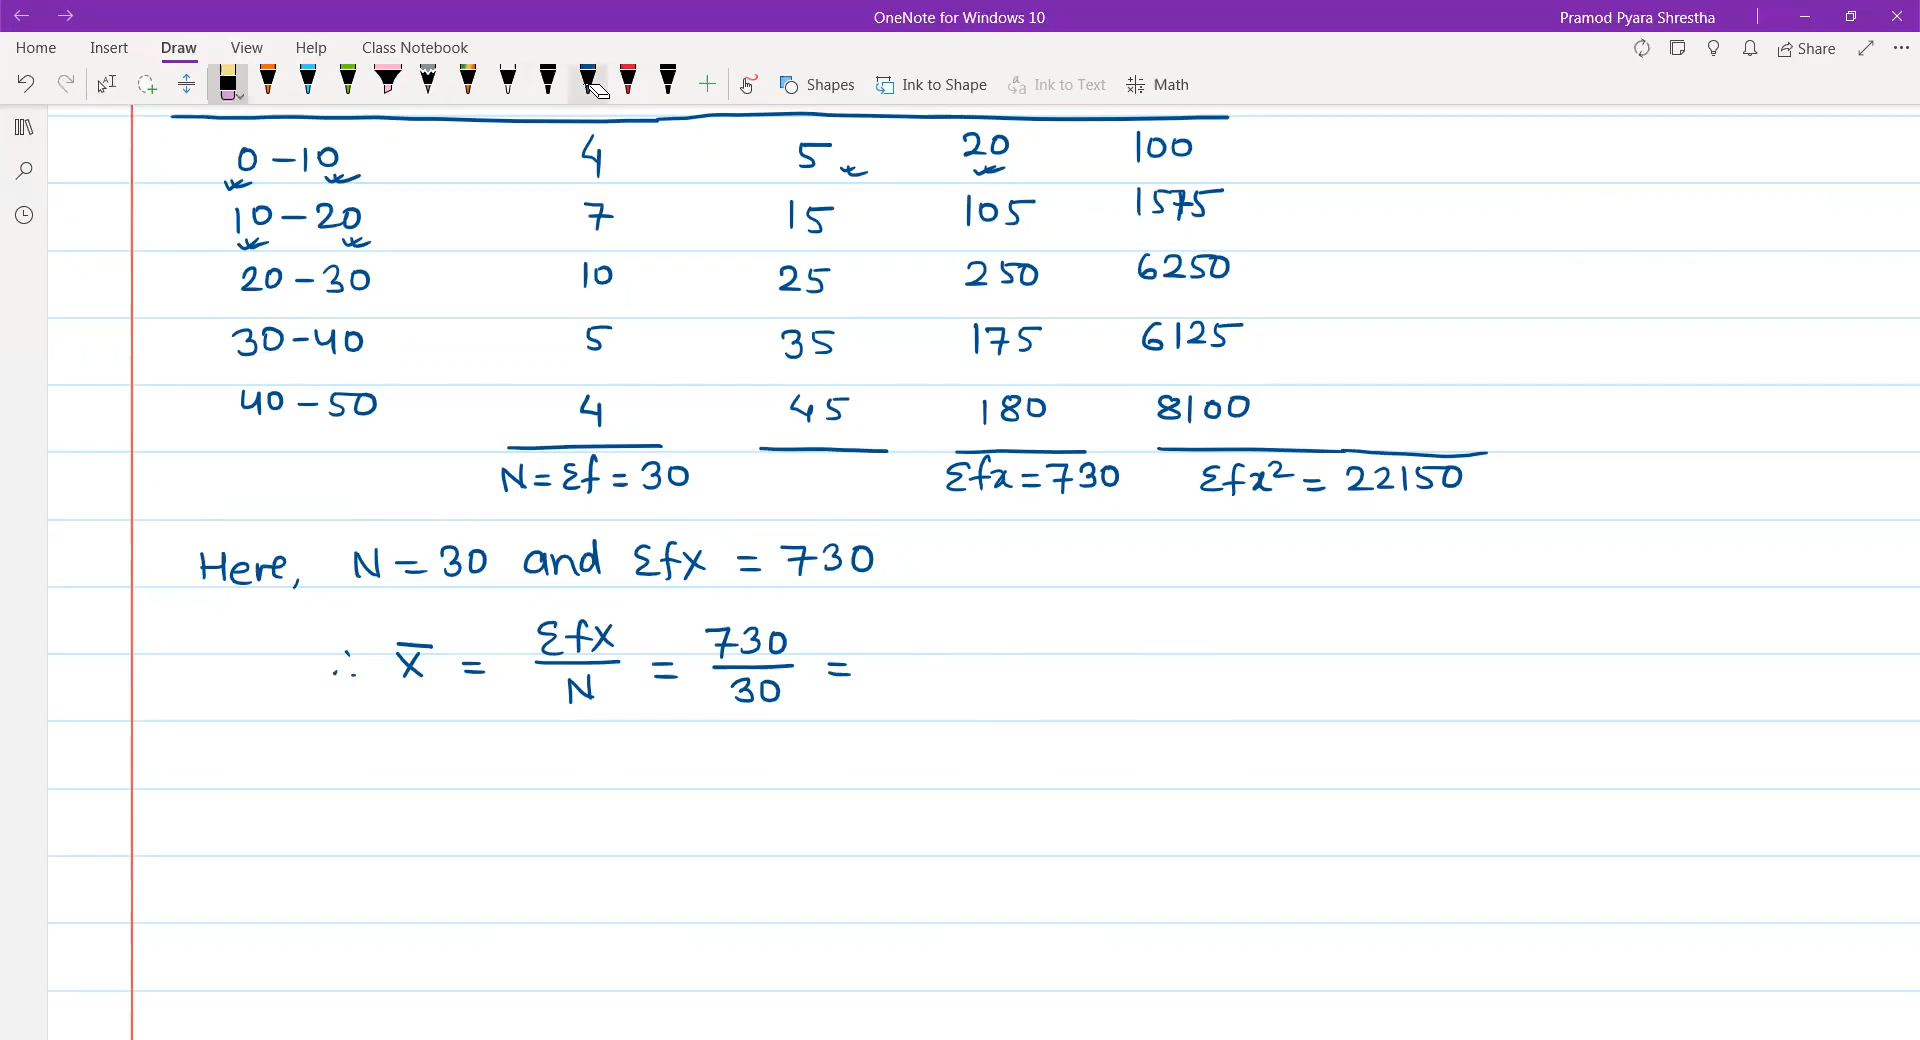 OneNote for Windows 10
Pramod Pyara Shrestha
Home Insert Draw View Help Class Notebook
Share
Shapes Ink to Shape Ink to Text Math
0 – 10 4 5 20 100
10 – 20 7 15 105 1575
20 – 30 10 25 250 6250
30 – 40 5 35 175 6125
40 – 50 4 45 180 8100
N = Σf = 30 Σfx = 730 Σfx² = 22150
Here, N = 30 and Σfx = 730
∴ X̄ = Σfx/N = 730/30 =